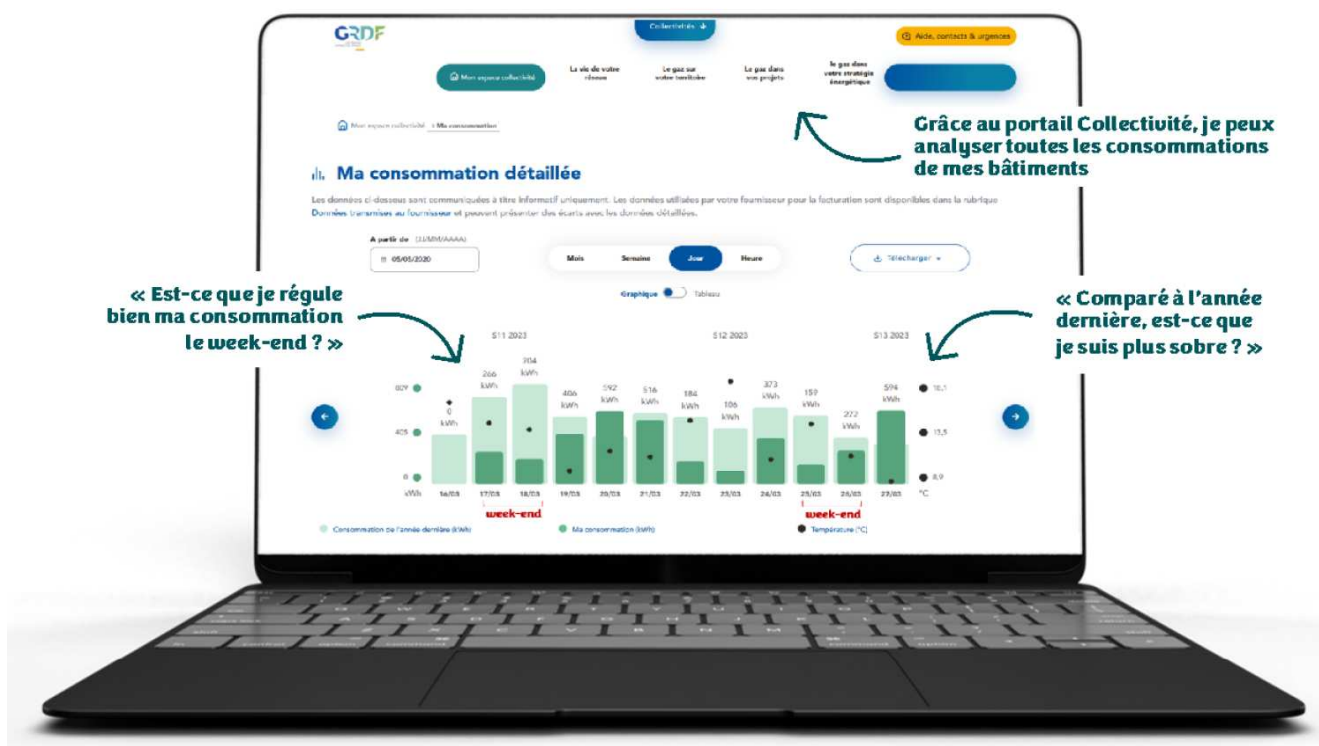 GRDF
Collectivités
Aide, contacts & urgences
Mon espace collectivité
La vie de votre
réseau
Le gaz sur
votre territoire
Le gaz dans
vos projets
le gaz dans
votre stratégie
énergétique
Mon espace collectivité > Ma consommation
Grâce au portail Collectivité, je peux
analyser toutes les consommations
de mes bâtiments
Ma consommation détaillée
Les données ci-dessous sont communiquées à titre informatif uniquement. Les données utilisées par votre fournisseur pour la facturation sont disponibles dans la rubrique
Données transmises au fournisseur et peuvent présenter des écarts avec les données détaillées.
A partir de (JJ/MM/AAAA)
05/05/2020
Mois Semaine Jour Heure
Télécharger
Graphique Tableau
« Est-ce que je régule
bien ma consommation
le week-end ? »
« Comparé à l'année
dernière, est-ce que
je suis plus sobre ? »
S11 2023 S12 2023 S13 2023
0
kWh
266
kWh
204
kWh
406
kWh
592
kWh
516
kWh
184
kWh
106
kWh
373
kWh
159
kWh
272
kWh
594
kWh
809
405
0
kWh
13,5
8,9
°C
16/03 17/03 18/03 19/03 20/03 21/03 22/03 23/03 24/03 25/03 26/03 27/03
week-end week-end
Consommation de l'année dernière (kWh) Ma consommation (kWh) Température (°C)